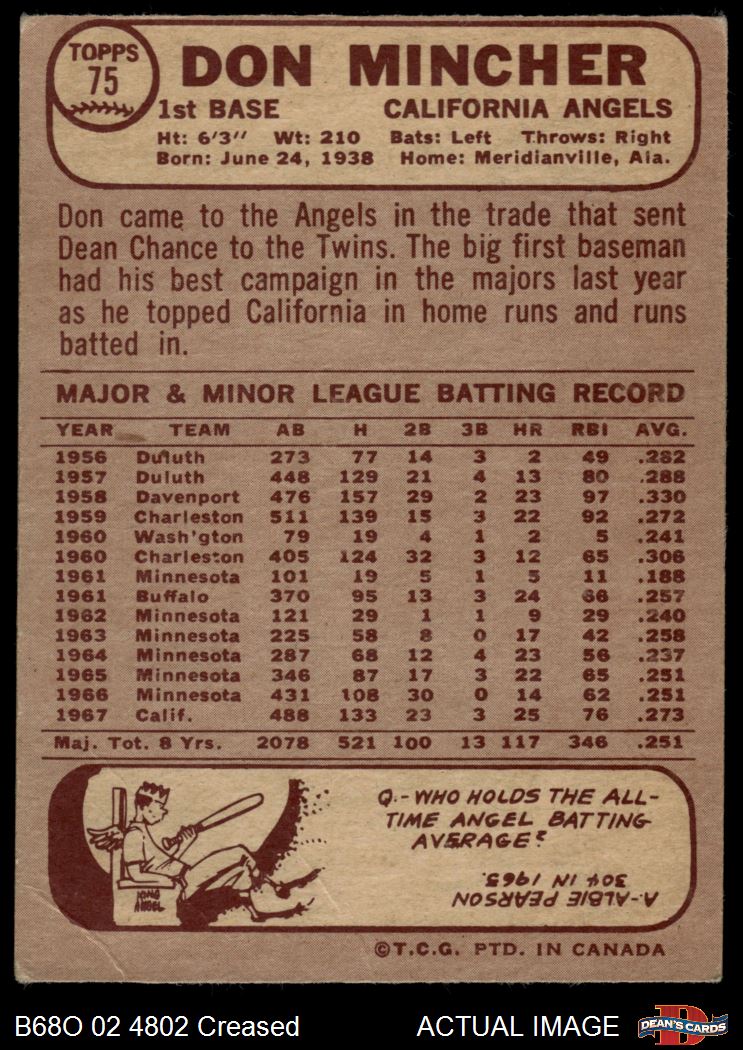 TOPPS
75
DON MINCHER
1st BASE CALIFORNIA ANGELS
Ht: 6'3" Wt: 210 Bats: Left Throws: Right
Born: June 24, 1938 Home: Meridianville, Ala.
Don came to the Angels in the trade that sent
Dean Chance to the Twins. The big first baseman
had his best campaign in the majors last year
as he topped California in home runs and runs
batted in.
MAJOR & MINOR LEAGUE BATTING RECORD
YEAR TEAM AB H 2B 3B HR RBI AVG.
1956 Duluth 273 77 14 3 2 49 .282
1957 Duluth 448 129 21 4 13 80 .288
1958 Davenport 476 157 29 2 23 97 .330
1959 Charleston 511 139 15 3 22 92 .272
1960 Wash'gton 79 19 4 1 2 5 .241
1960 Charleston 405 124 32 3 12 65 .306
1961 Minnesota 101 19 5 1 5 11 .188
1961 Buffalo 370 95 13 3 24 66 .257
1962 Minnesota 121 29 1 1 9 29 .240
1963 Minnesota 225 58 8 0 17 42 .258
1964 Minnesota 287 68 12 4 23 56 .237
1965 Minnesota 346 87 17 3 22 65 .251
1966 Minnesota 431 108 30 0 14 62 .251
1967 Calif. 488 133 23 3 25 76 .273
Maj. Tot. 8 Yrs. 2078 521 100 13 117 346 .251
Q.-WHO HOLDS THE ALL-
TIME ANGEL BATTING
AVERAGE?
A-ALBIE PEARSON
304 IN 1963.
KING
ANGEL
©T.C.G. PTD. IN CANADA
B68O 02 4802 Creased ACTUAL IMAGE
DEAN'S CARDS